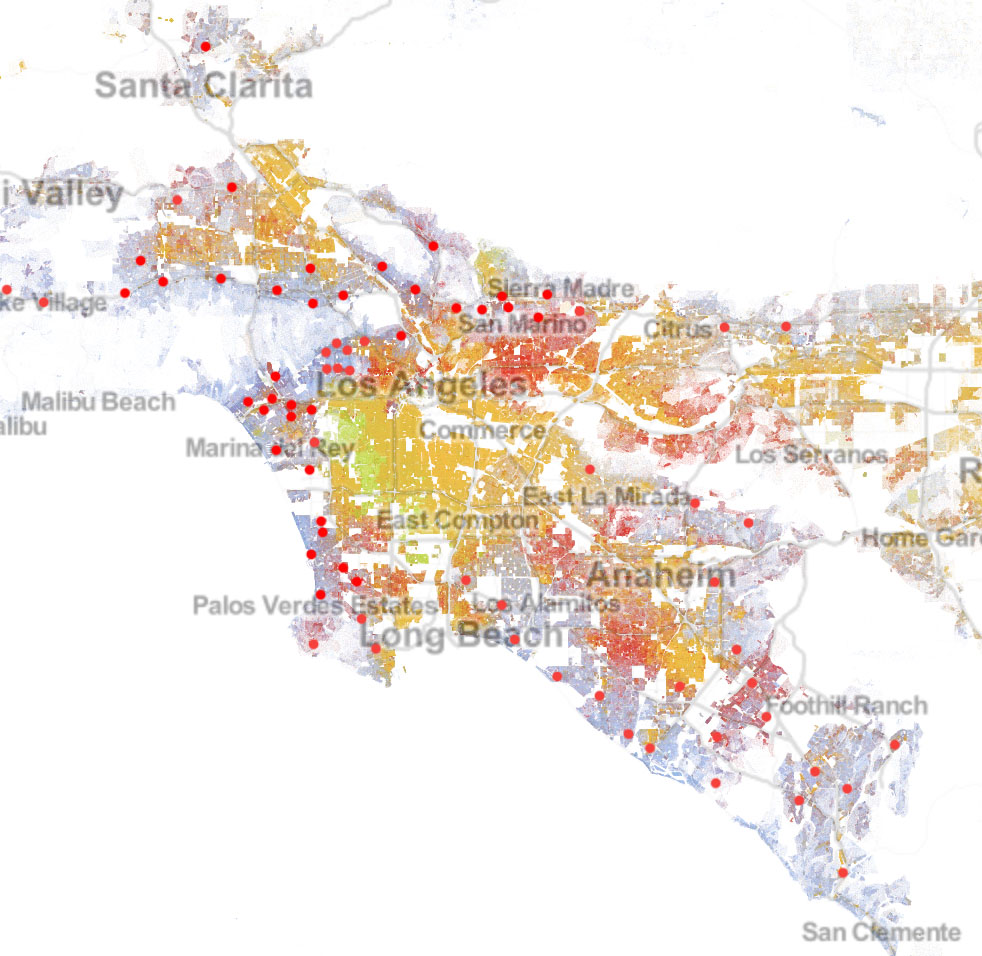 Santa Clarita
i Valley
Sierra Madre
ke Village
San Marino
Citrus
Los Angeles
Malibu Beach
alibu
Commerce
Marina del Rey
Los Serranos
R
East La Mirada
East Compton
Home Gard
Anaheim
Palos Verdes Estates
Los Alamitos
Long Beach
Foothill Ranch
San Clemente